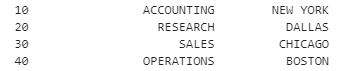 10 ACCOUNTING NEW YORK
20 RESEARCH DALLAS
30 SALES CHICAGO
40 OPERATIONS BOSTON